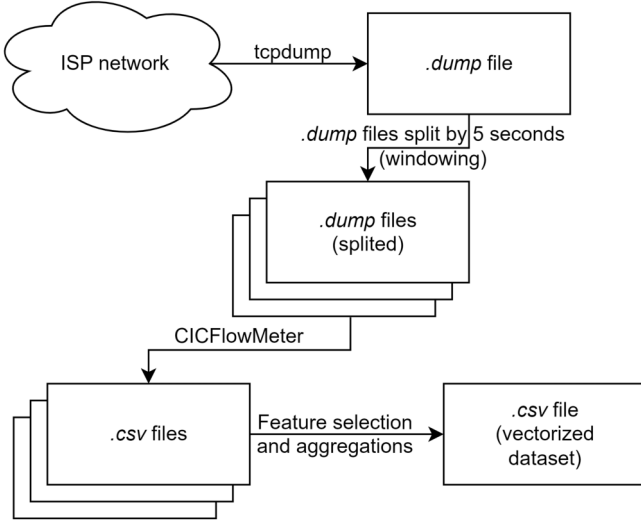 ISP network
tcpdump
.dump file
.dump files split by 5 seconds
(windowing)
.dump files
(splited)
CICFlowMeter
.csv files
Feature selection
and aggregations
.csv file
(vectorized
dataset)